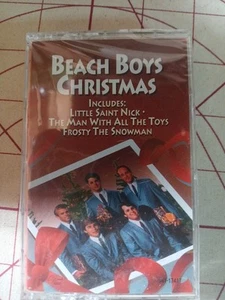 BEACH BOYS
CHRISTMAS
INCLUDES:
LITTLE SAINT NICK •
THE MAN WITH ALL THE TOYS
FROSTY THE SNOWMAN